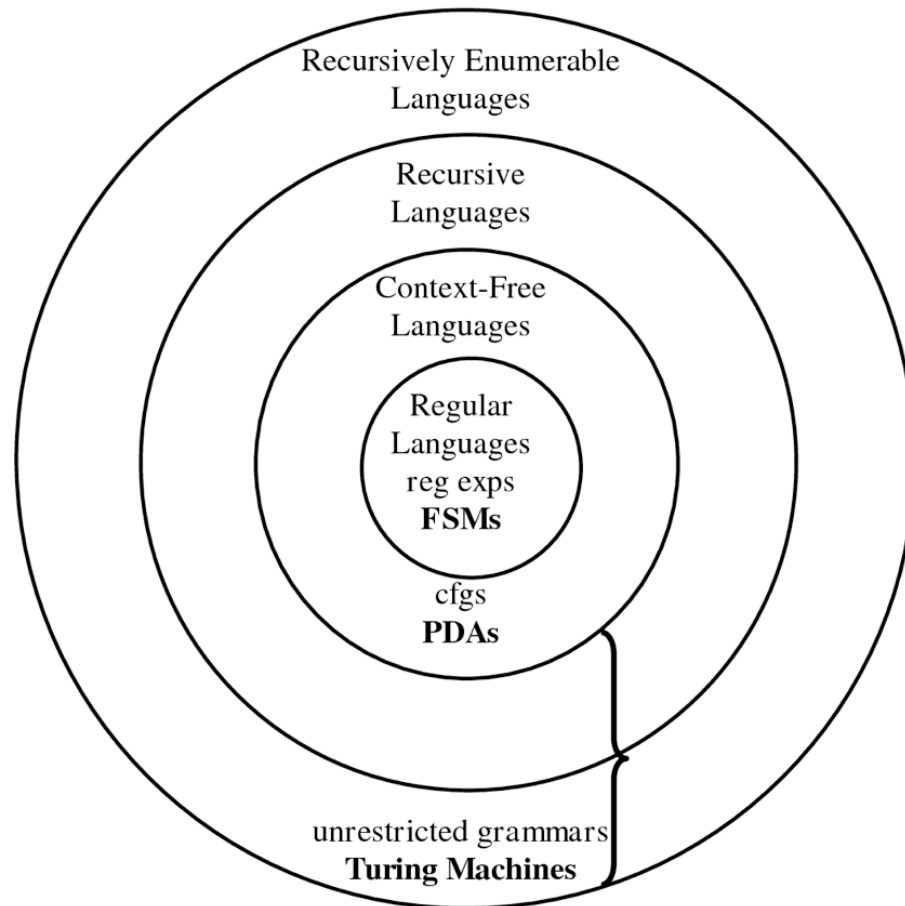 Recursively Enumerable
Languages
Recursive
Languages
Context-Free
Languages
Regular
Languages
reg exps
FSMs
cfgs
PDAs
unrestricted grammars
Turing Machines